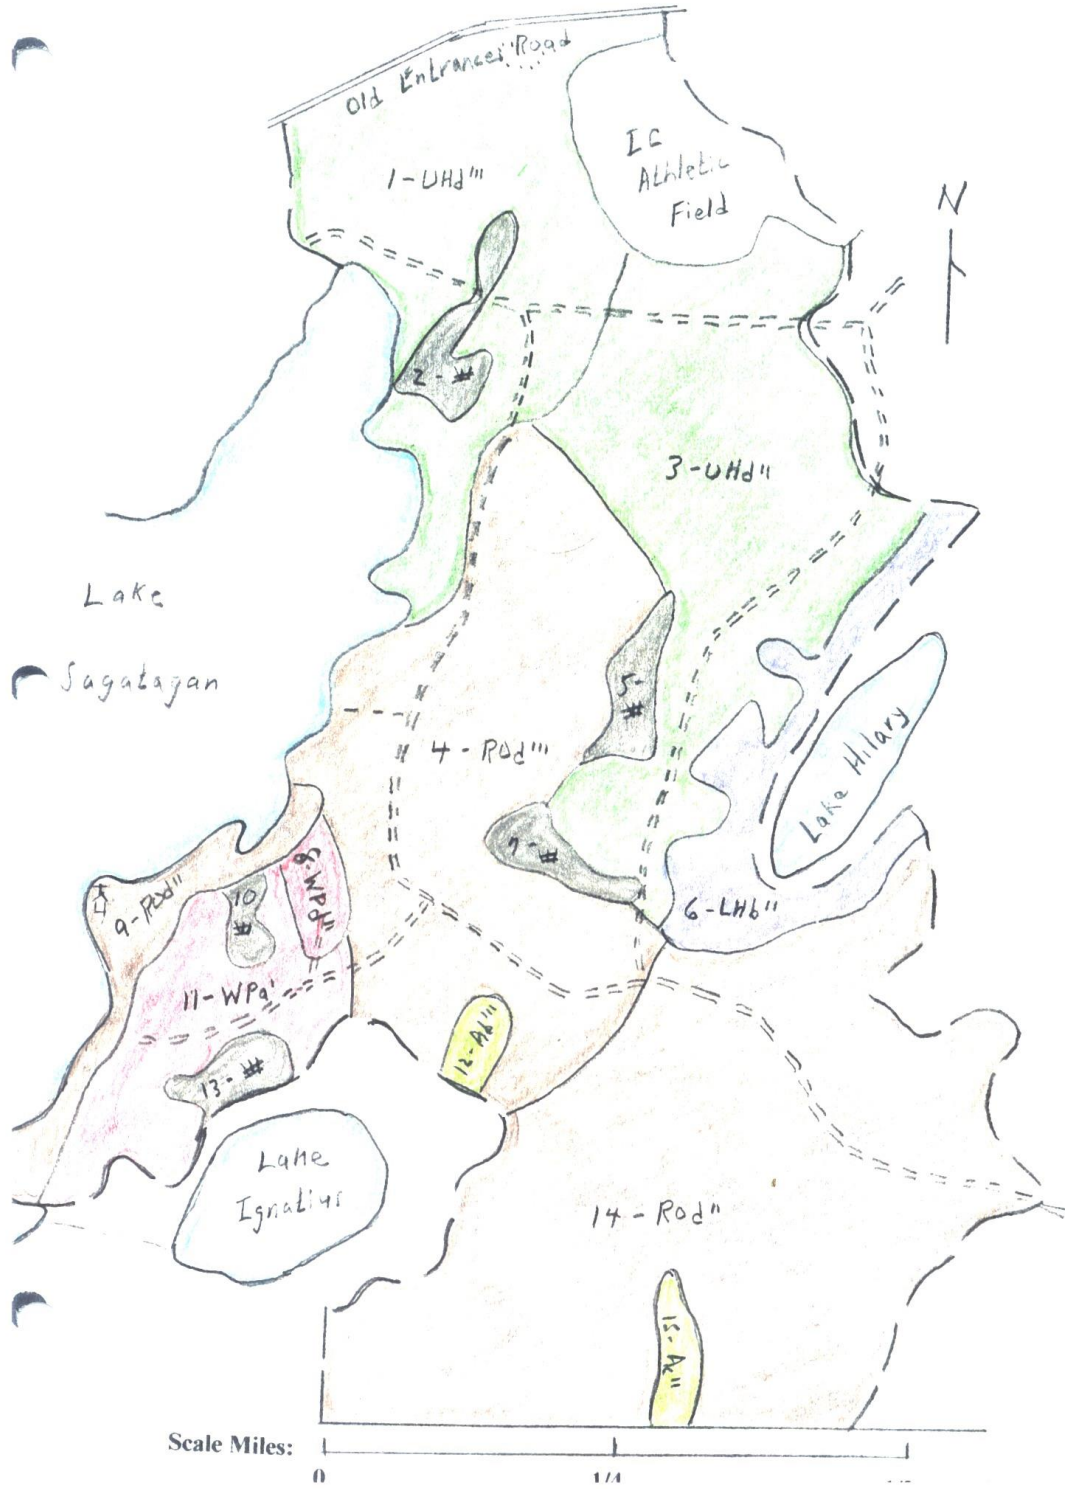 Old Entrances Road
IC
Athletic
Field
1-UHd'''
N
2-#
3-UHd''
Lake
Sagatagan
5-
#
4-ROd'''
Lake Hilary
7-#
8-WPd''
6-LHb''
9-ROd''
10
#
11-WPa'
12-Ad'''
13-#
Lake
Ignatius
14-ROd''
15-Ac''
Scale Miles:
0 1/4